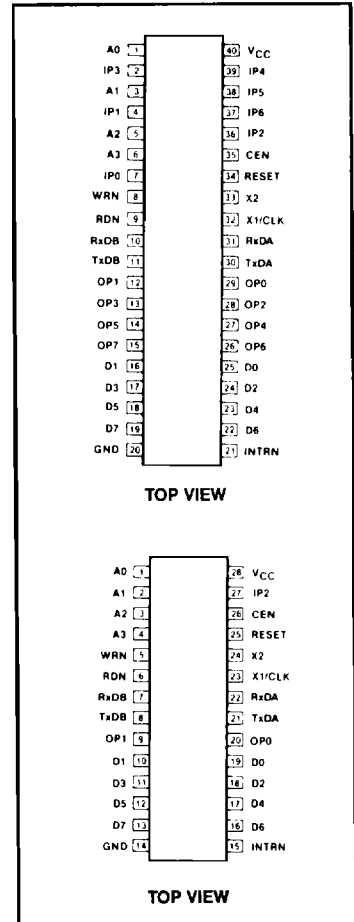 A0 1 40 VCC
IP3 2 39 IP4
A1 3 38 IP5
IP1 4 37 IP6
A2 5 36 IP2
A3 6 35 CEN
IP0 7 34 RESET
WRN 8 33 X2
RDN 9 32 X1/CLK
RxDB 10 31 RxDA
TxDB 11 30 TxDA
OP1 12 29 OP0
OP3 13 28 OP2
OP5 14 27 OP4
OP7 15 26 OP6
D1 16 25 D0
D3 17 24 D2
D5 18 23 D4
D7 19 22 D6
GND 20 21 INTRN
TOP VIEW
A0 1 28 VCC
A1 2 27 IP2
A2 3 26 CEN
A3 4 25 RESET
WRN 5 24 X2
RDN 6 23 X1/CLK
RxDB 7 22 RxDA
TxDB 8 21 TxDA
OP1 9 20 OP0
D1 10 19 D0
D3 11 18 D2
D5 12 17 D4
D7 13 16 D6
GND 14 15 INTRN
TOP VIEW